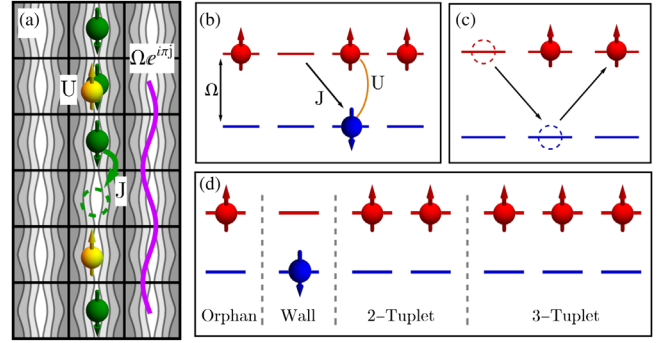 (a)
Ωe^{iπj}
U
J
(b)
Ω
J
U
(c)
(d)
Orphan
Wall
2-Tuplet
3-Tuplet